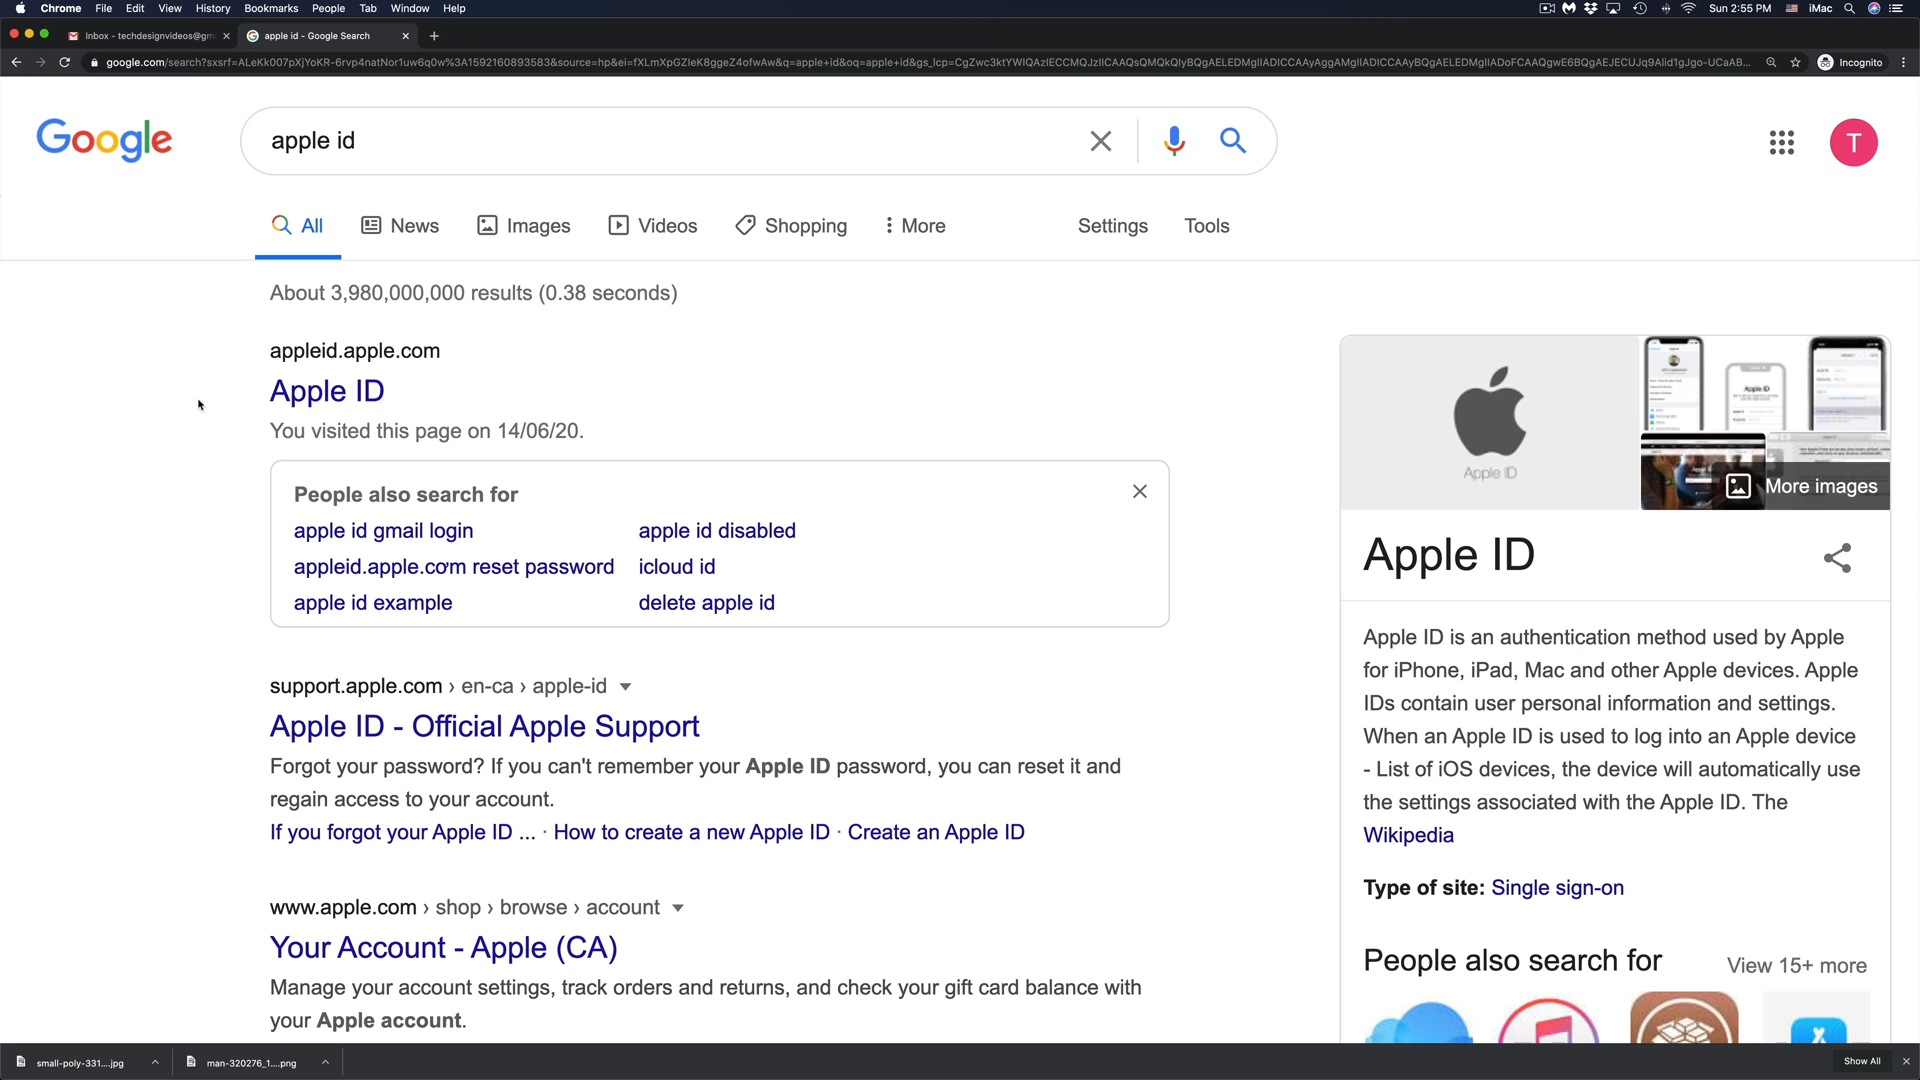 Chrome File Edit View History Bookmarks People Tab Window Help
Sun 2:55 PM iMac
Inbox - techdesignvideos@gm
apple id - Google Search
Incognito
Google
apple id
T
All News Images Videos Shopping More Settings Tools
About 3,980,000,000 results (0.38 seconds)
appleid.apple.com
Apple ID
You visited this page on 14/06/20.
People also search for
apple id gmail login
apple id disabled
appleid.apple.com reset password
icloud id
apple id example
delete apple id
support.apple.com › en-ca › apple-id
Apple ID - Official Apple Support
Forgot your password? If you can't remember your Apple ID password, you can reset it and
regain access to your account.
If you forgot your Apple ID ... · How to create a new Apple ID · Create an Apple ID
www.apple.com › shop › browse › account
Your Account - Apple (CA)
Manage your account settings, track orders and returns, and check your gift card balance with
your Apple account.
Apple ID
Apple ID
More images
Apple ID
Apple ID is an authentication method used by Apple
for iPhone, iPad, Mac and other Apple devices. Apple
IDs contain user personal information and settings.
When an Apple ID is used to log into an Apple device
- List of iOS devices, the device will automatically use
the settings associated with the Apple ID. The
Wikipedia
Type of site: Single sign-on
People also search for
View 15+ more
small-poly-331....jpg
man-320276_1....png
Show All